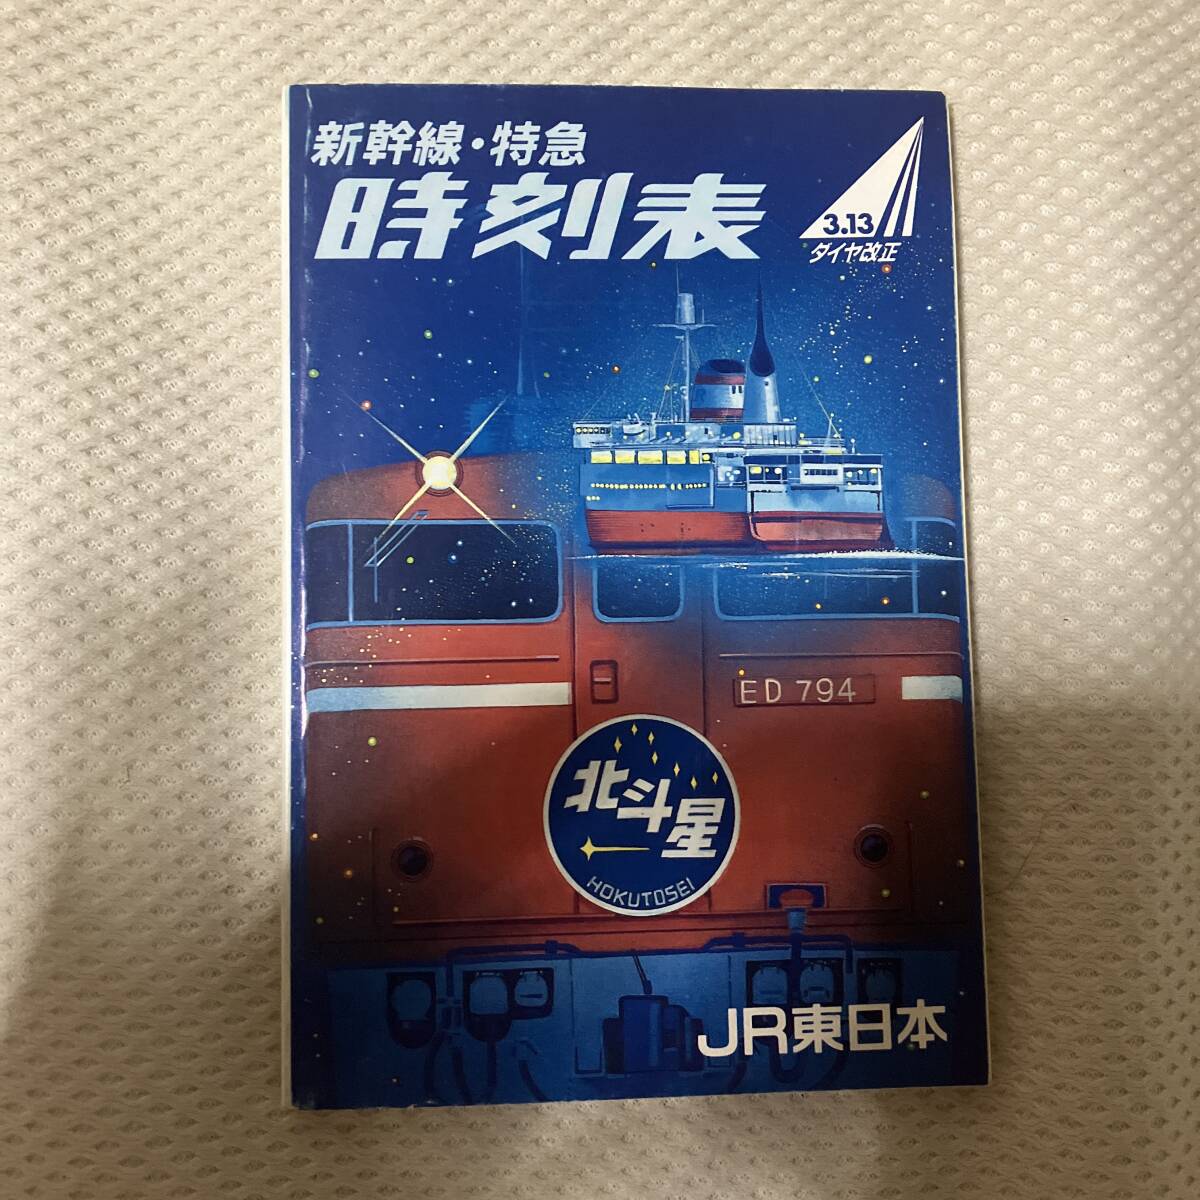 新幹線・特急
時刻表
3.13
ダイヤ改正
ED 794
北斗星
HOKUTOSEI
JR東日本